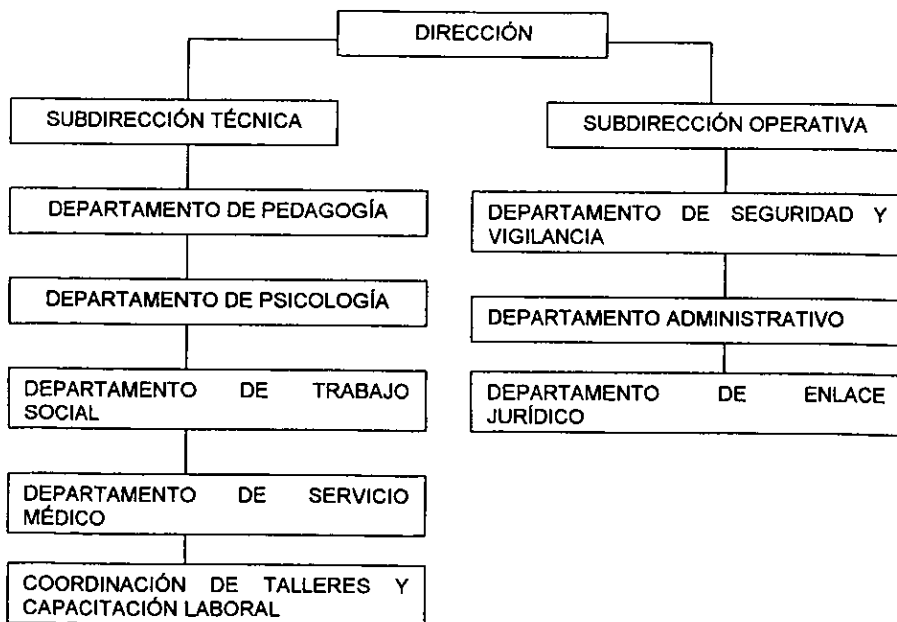 DIRECCIÓN
SUBDIRECCIÓN TÉCNICA
SUBDIRECCIÓN OPERATIVA
DEPARTAMENTO DE PEDAGOGÍA
DEPARTAMENTO DE SEGURIDAD Y
VIGILANCIA
DEPARTAMENTO DE PSICOLOGÍA
DEPARTAMENTO ADMINISTRATIVO
DEPARTAMENTO DE TRABAJO
SOCIAL
DEPARTAMENTO DE ENLACE
JURÍDICO
DEPARTAMENTO DE SERVICIO
MÉDICO
COORDINACIÓN DE TALLERES Y
CAPACITACIÓN LABORAL